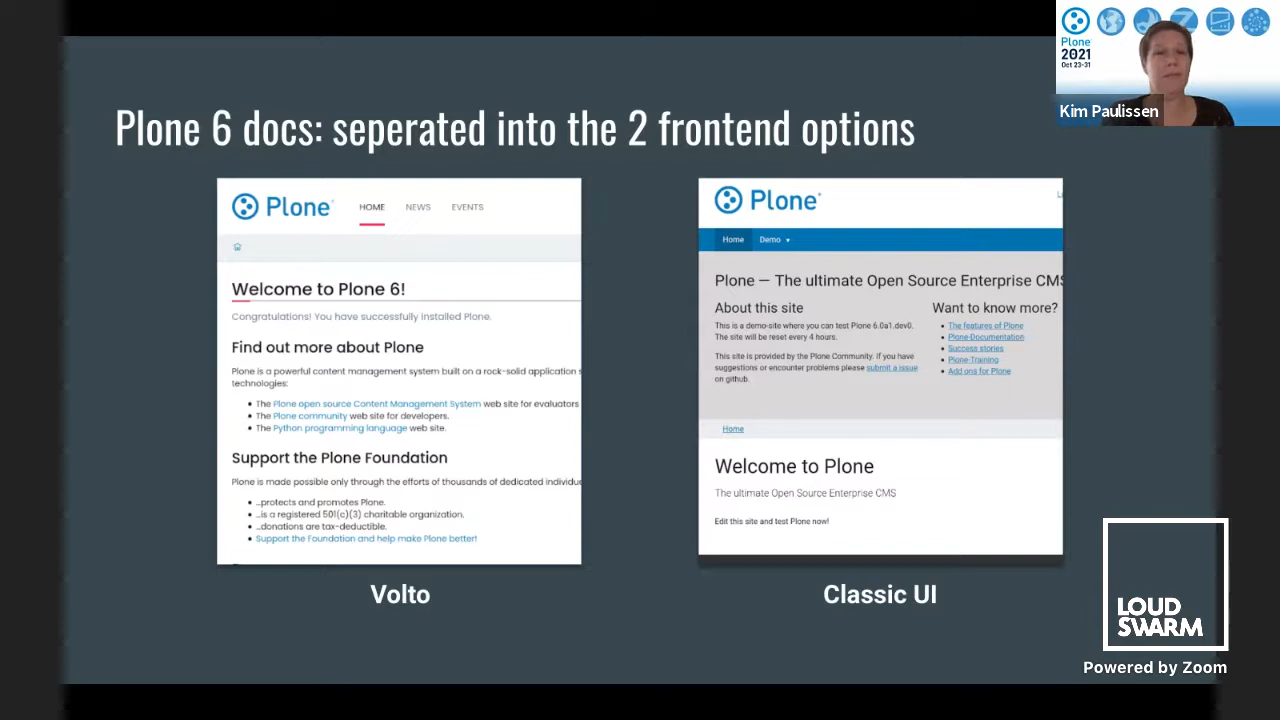 Plone 6 docs: seperated into the 2 frontend options
Plone
2021
Oct 23-31
Kim Paulissen
Plone
HOME NEWS EVENTS
Welcome to Plone 6!
Congratulations! You have successfully installed Plone.
Find out more about Plone
Plone is a powerful content management system built on a rock-solid application s
technologies:
The Plone open source Content Management System web site for evaluators
The Plone community web site for developers.
The Python programming language web site.
Support the Plone Foundation
Plone is made possible only through the efforts of thousands of dedicated individua
…protects and promotes Plone.
…is a registered 501(c)(3) charitable organization.
…donations are tax-deductible.
Support the Foundation and help make Plone better!
Volto
Plone
Home Demo
Plone — The ultimate Open Source Enterprise CMS
About this site
This is a demo-site where you can test Plone 6.0a1.dev0.
The site will be reset every 4 hours.
This site is provided by the Plone Community. If you have
suggestions or encounter problems please submit a issue
on github.
Want to know more?
The features of Plone
Plone-Documentation
Success stories
Plone-Training
Add ons for Plone
Home
Welcome to Plone
The ultimate Open Source Enterprise CMS
Edit this site and test Plone now!
Classic UI
LOUD
SWARM
Powered by Zoom